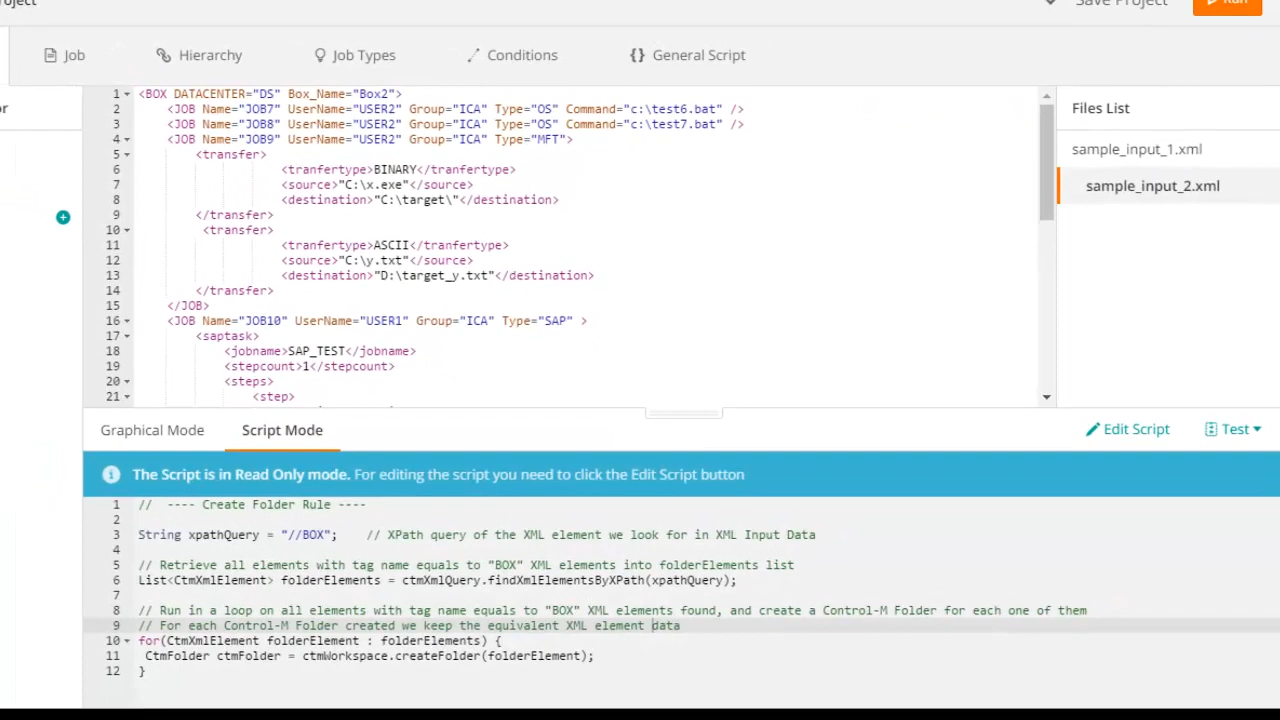 roject
Save Project
Run
Job
Hierarchy
Job Types
Conditions
{} General Script
or
1 <BOX DATACENTER="DS" Box_Name="Box2">
2 <JOB Name="JOB7" UserName="USER2" Group="ICA" Type="OS" Command="c:\test6.bat" />
3 <JOB Name="JOB8" UserName="USER2" Group="ICA" Type="OS" Command="c:\test7.bat" />
4 <JOB Name="JOB9" UserName="USER2" Group="ICA" Type="MFT">
5 <transfer>
6 <tranfertype>BINARY</tranfertype>
7 <source>"C:\x.exe"</source>
8 <destination>"C:\target\"</destination>
9 </transfer>
10 <transfer>
11 <tranfertype>ASCII</tranfertype>
12 <source>"C:\y.txt"</source>
13 <destination>"D:\target_y.txt"</destination>
14 </transfer>
15 </JOB>
16 <JOB Name="JOB10" UserName="USER1" Group="ICA" Type="SAP" >
17 <saptask>
18 <jobname>SAP_TEST</jobname>
19 <stepcount>1</stepcount>
20 <steps>
21 <step>
Files List
sample_input_1.xml
sample_input_2.xml
Graphical Mode
Script Mode
Edit Script
Test
The Script is in Read Only mode. For editing the script you need to click the Edit Script button
1 // ---- Create Folder Rule ----
2
3 String xpathQuery = "//BOX"; // XPath query of the XML element we look for in XML Input Data
4
5 // Retrieve all elements with tag name equals to "BOX" XML elements into folderElements list
6 List<CtmXmlElement> folderElements = ctmXmlQuery.findXmlElementsByXPath(xpathQuery);
7
8 // Run in a loop on all elements with tag name equals to "BOX" XML elements found, and create a Control-M Folder for each one of them
9 // For each Control-M Folder created we keep the equivalent XML element data
10 for(CtmXmlElement folderElement : folderElements) {
11 CtmFolder ctmFolder = ctmWorkspace.createFolder(folderElement);
12 }